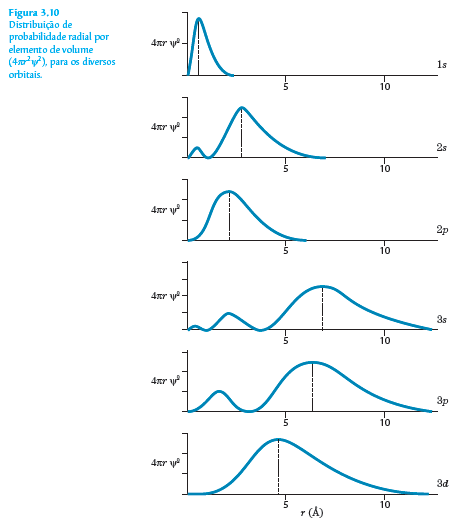 Figura 3.10
Distribuição de
probabilidade radial por
elemento de volume
(4πr²ψ²), para os diversos
orbitais.
4πr ψ²
1s
5 10
4πr ψ²
2s
5 10
4πr ψ²
2p
5 10
4πr ψ²
3s
5 10
4πr ψ²
3p
5 10
4πr ψ²
3d
5 10
r (Å)